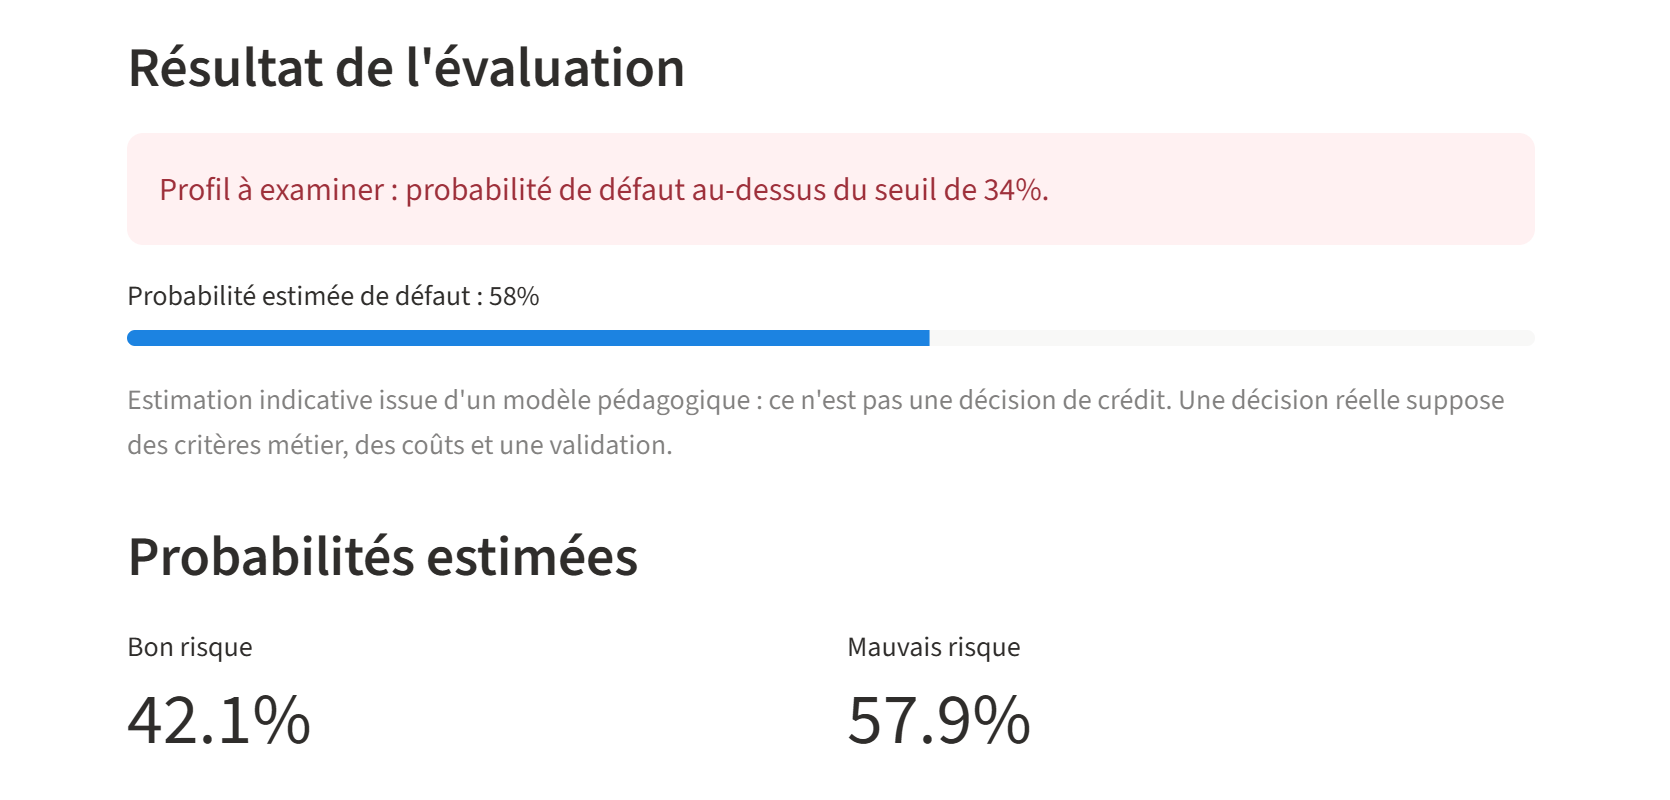 Résultat de l'évaluation
Profil à examiner : probabilité de défaut au-dessus du seuil de 34%.
Probabilité estimée de défaut : 58%
Estimation indicative issue d'un modèle pédagogique : ce n'est pas une décision de crédit. Une décision réelle suppose
des critères métier, des coûts et une validation.
Probabilités estimées
Bon risque
42.1%
Mauvais risque
57.9%